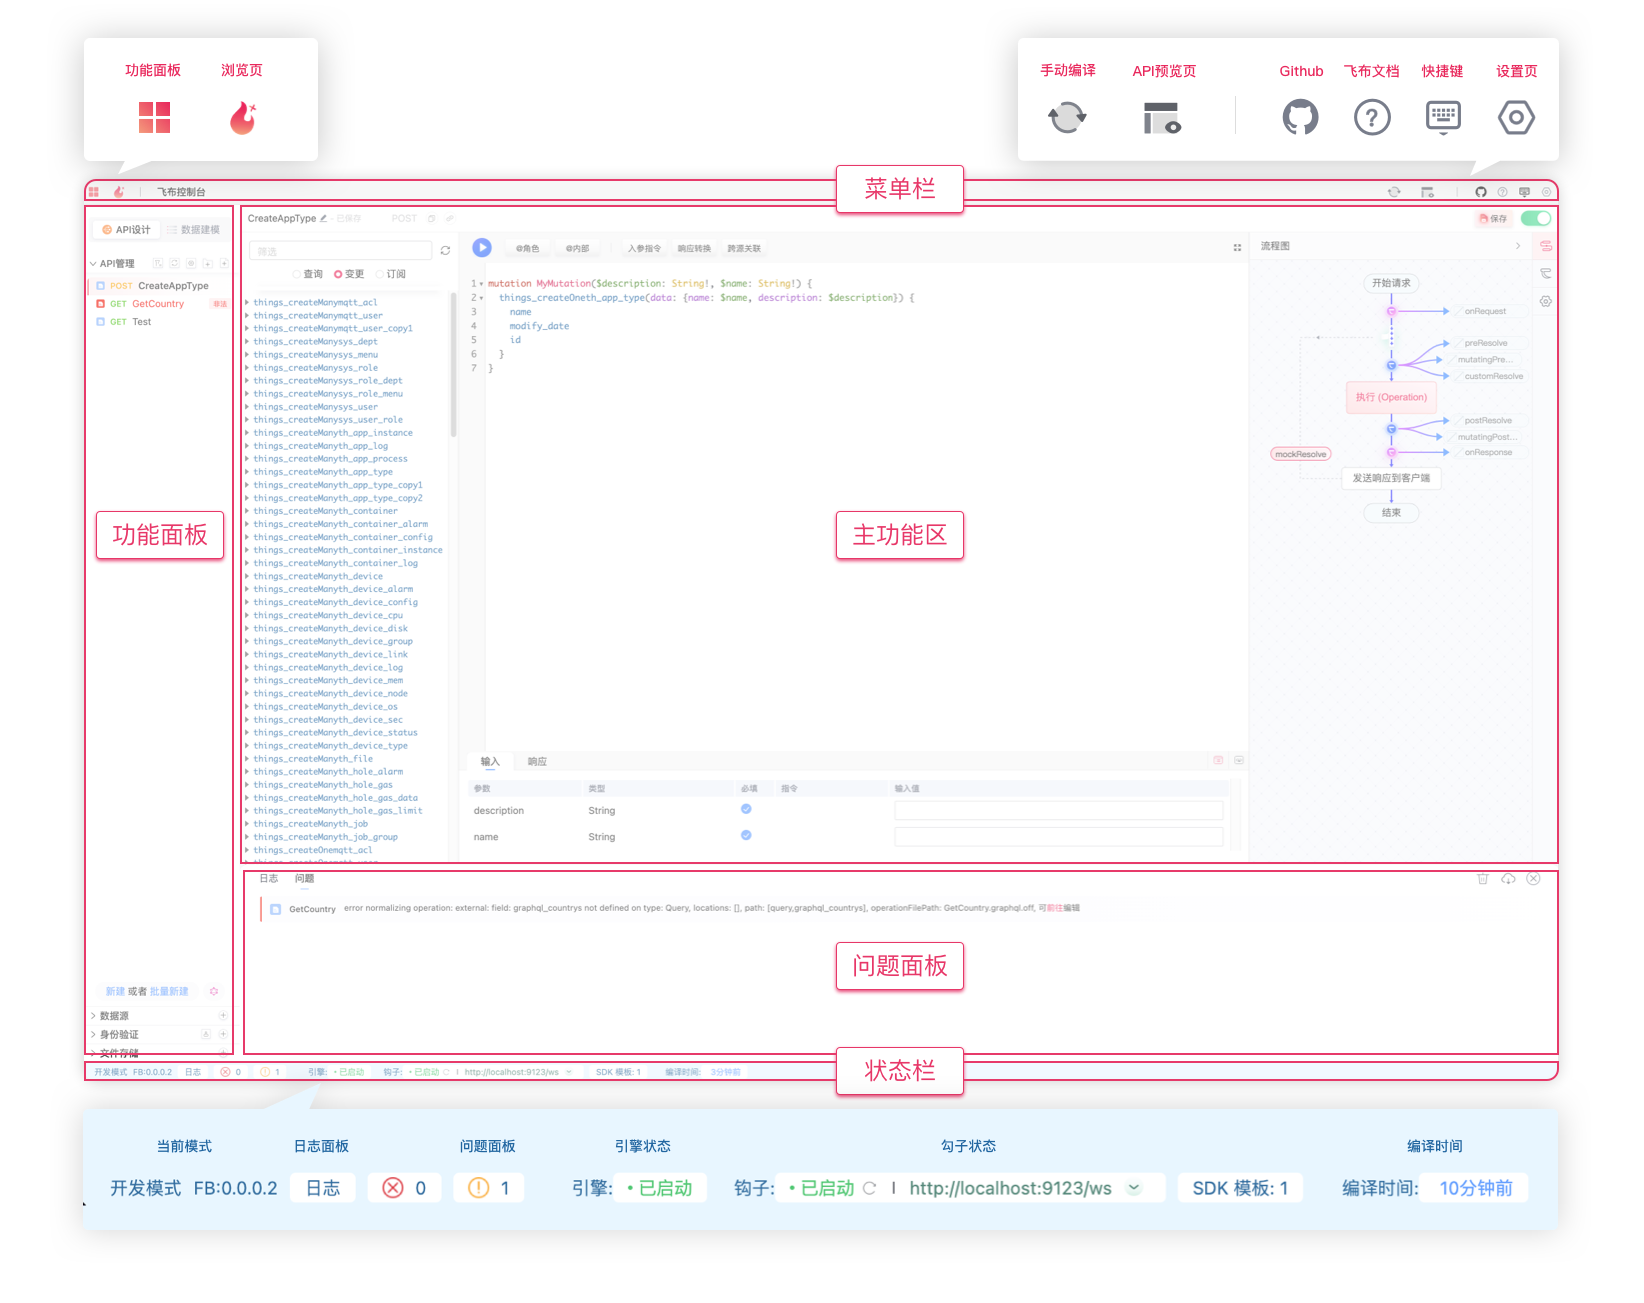 功能面板 浏览页
手动编译 API预览页 Github 飞布文档 快捷键 设置页
菜单栏
飞布控制台
API设计 数据建模
API管理
POST CreateAppType
GET GetCountry 非法
GET Test
功能面板
新建 或者 批量新建
数据源
身份验证
文件存储
CreateAppType - 已保存 POST
保存
筛选
查询 变更 订阅
things_createManymqtt_acl
things_createManymqtt_user
things_createManymqtt_user_copy1
things_createManysys_dept
things_createManysys_menu
things_createManysys_role
things_createManysys_role_dept
things_createManysys_role_menu
things_createManysys_user
things_createManysys_user_role
things_createManyth_app_instance
things_createManyth_app_log
things_createManyth_app_process
things_createManyth_app_type
things_createManyth_app_type_copy1
things_createManyth_app_type_copy2
things_createManyth_container
things_createManyth_container_alarm
things_createManyth_container_config
things_createManyth_container_instance
things_createManyth_container_log
things_createManyth_device
things_createManyth_device_alarm
things_createManyth_device_config
things_createManyth_device_cpu
things_createManyth_device_disk
things_createManyth_device_group
things_createManyth_device_link
things_createManyth_device_log
things_createManyth_device_mem
things_createManyth_device_node
things_createManyth_device_os
things_createManyth_device_sec
things_createManyth_device_status
things_createManyth_device_type
things_createManyth_file
things_createManyth_hole_alarm
things_createManyth_hole_gas
things_createManyth_hole_gas_data
things_createManyth_hole_gas_limit
things_createManyth_job
things_createManyth_job_group
things_createOnemqtt_acl
@角色 @内部 入参指令 响应转换 跨源关联
1 mutation MyMutation($description: String!, $name: String!) {
2 things_createOneth_app_type(data: {name: $name, description: $description}) {
3 name
4 modify_date
5 id
6 }
7 }
主功能区
输入 响应
参数 类型 必填 指令 输入值
description String
name String
流程图
开始请求
onRequest
preResolve
mutatingPre...
customResolve
执行 (Operation)
postResolve
mutatingPost...
onResponse
mockResolve
发送响应到客户端
结束
日志 问题
GetCountry error normalizing operation: external: field: graphql_countrys not defined on type: Query, locations: [], path: [query,graphql_countrys], operationFilePath: GetCountry.graphql.off, 可前往编辑
问题面板
状态栏
开发模式 FB:0.0.0.2 日志 0 1 引擎: 已启动 钩子: 已启动 | http://localhost:9123/ws SDK 模板: 1 编译时间: 3分钟前
当前模式 日志面板 问题面板 引擎状态 勾子状态 编译时间
开发模式 FB:0.0.0.2 日志 0 1 引擎: 已启动 钩子: 已启动 | http://localhost:9123/ws SDK 模板: 1 编译时间: 10分钟前